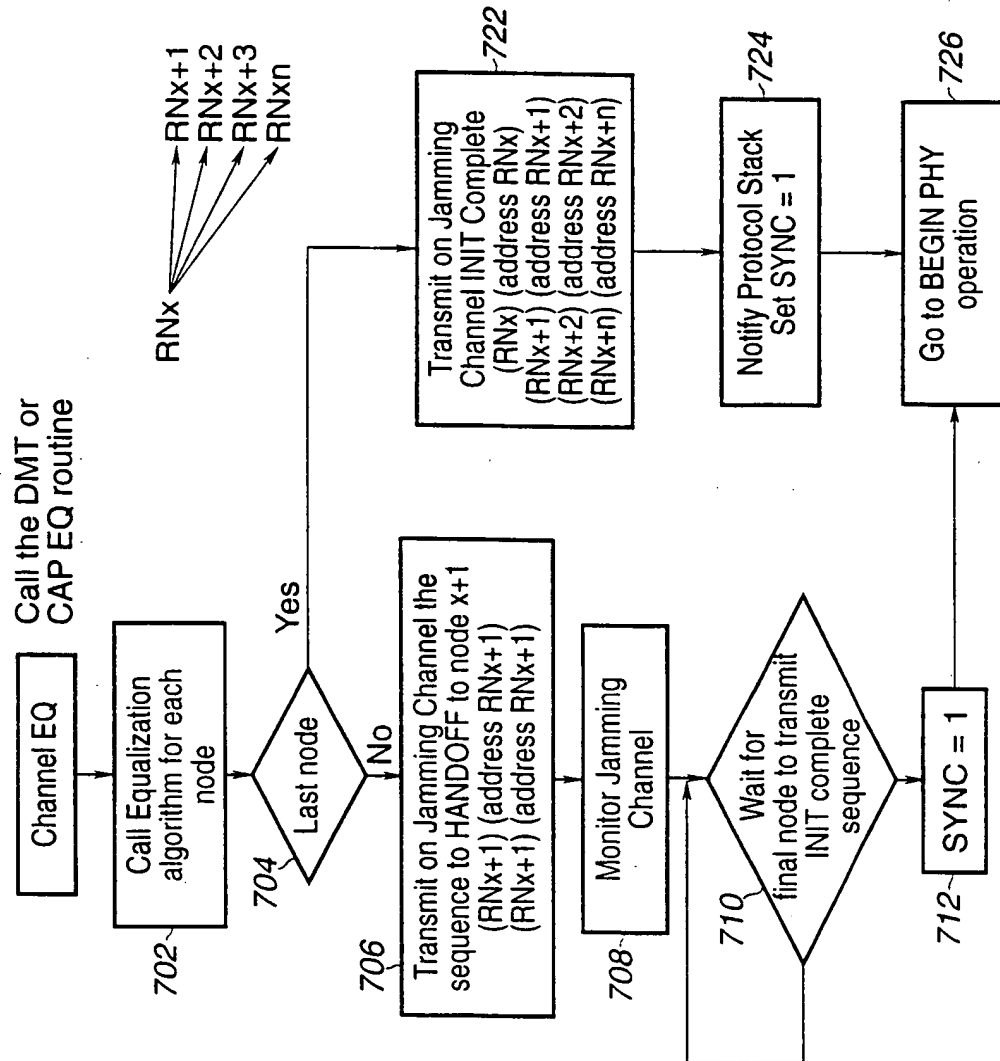 Channel EQ
Call the DMT or
CAP EQ routine
RNx
RNx+1
RNx+2
RNx+3
RNxn
Call Equalization
algorithm for each
node
702
Last node
704
Yes
No
Transmit on Jamming Channel the
sequence to HANDOFF to node x+1
(RNx+1) (address RNx+1)
(RNx+1) (address RNx+1)
706
Monitor Jamming
Channel
708
Wait for
final node to transmit
INIT complete
sequence
710
SYNC = 1
712
Transmit on Jamming
Channel INIT Complete
(RNx) (address RNx)
(RNx+1) (address RNx+1)
(RNx+2) (address RNx+2)
(RNx+n) (address RNx+n)
722
Notify Protocol Stack
Set SYNC = 1
724
Go to BEGIN PHY
operation
726